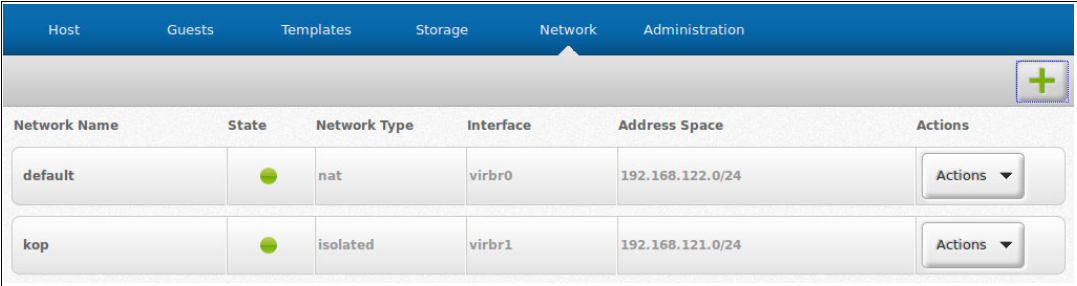 Host Guests Templates Storage Network Administration
Network Name State Network Type Interface Address Space Actions
default nat virbr0 192.168.122.0/24 Actions
kop isolated virbr1 192.168.121.0/24 Actions